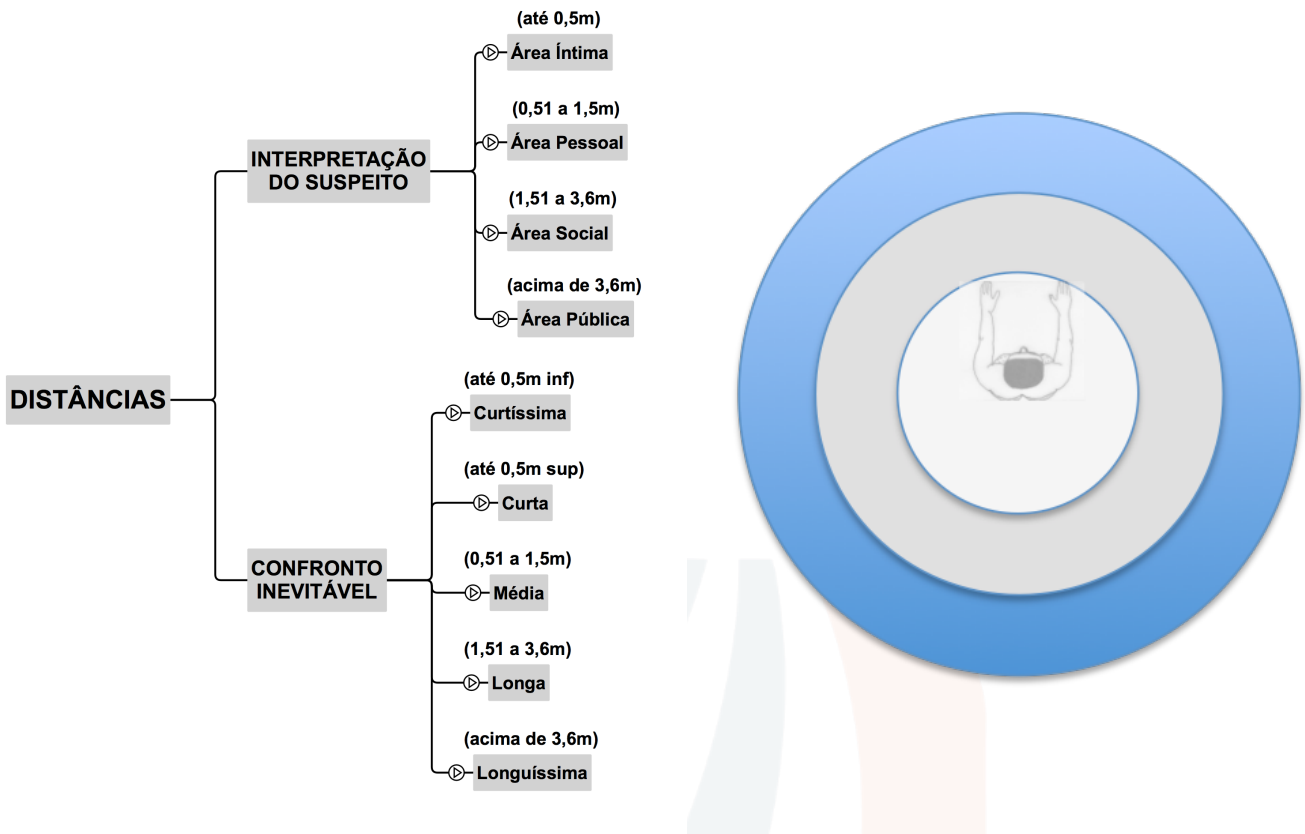 DISTÂNCIAS
INTERPRETAÇÃO
DO SUSPEITO
(até 0,5m)
Área Íntima
(0,51 a 1,5m)
Área Pessoal
(1,51 a 3,6m)
Área Social
(acima de 3,6m)
Área Pública
CONFRONTO
INEVITÁVEL
(até 0,5m inf)
Curtíssima
(até 0,5m sup)
Curta
(0,51 a 1,5m)
Média
(1,51 a 3,6m)
Longa
(acima de 3,6m)
Longuíssima